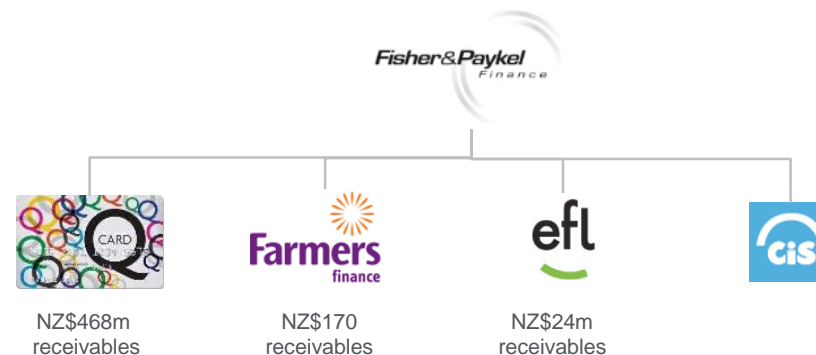 Fisher&Paykel
Finance
Q
CARD
Farmers
finance
efl
CiS
NZ$468m
receivables
NZ$170
receivables
NZ$24m
receivables